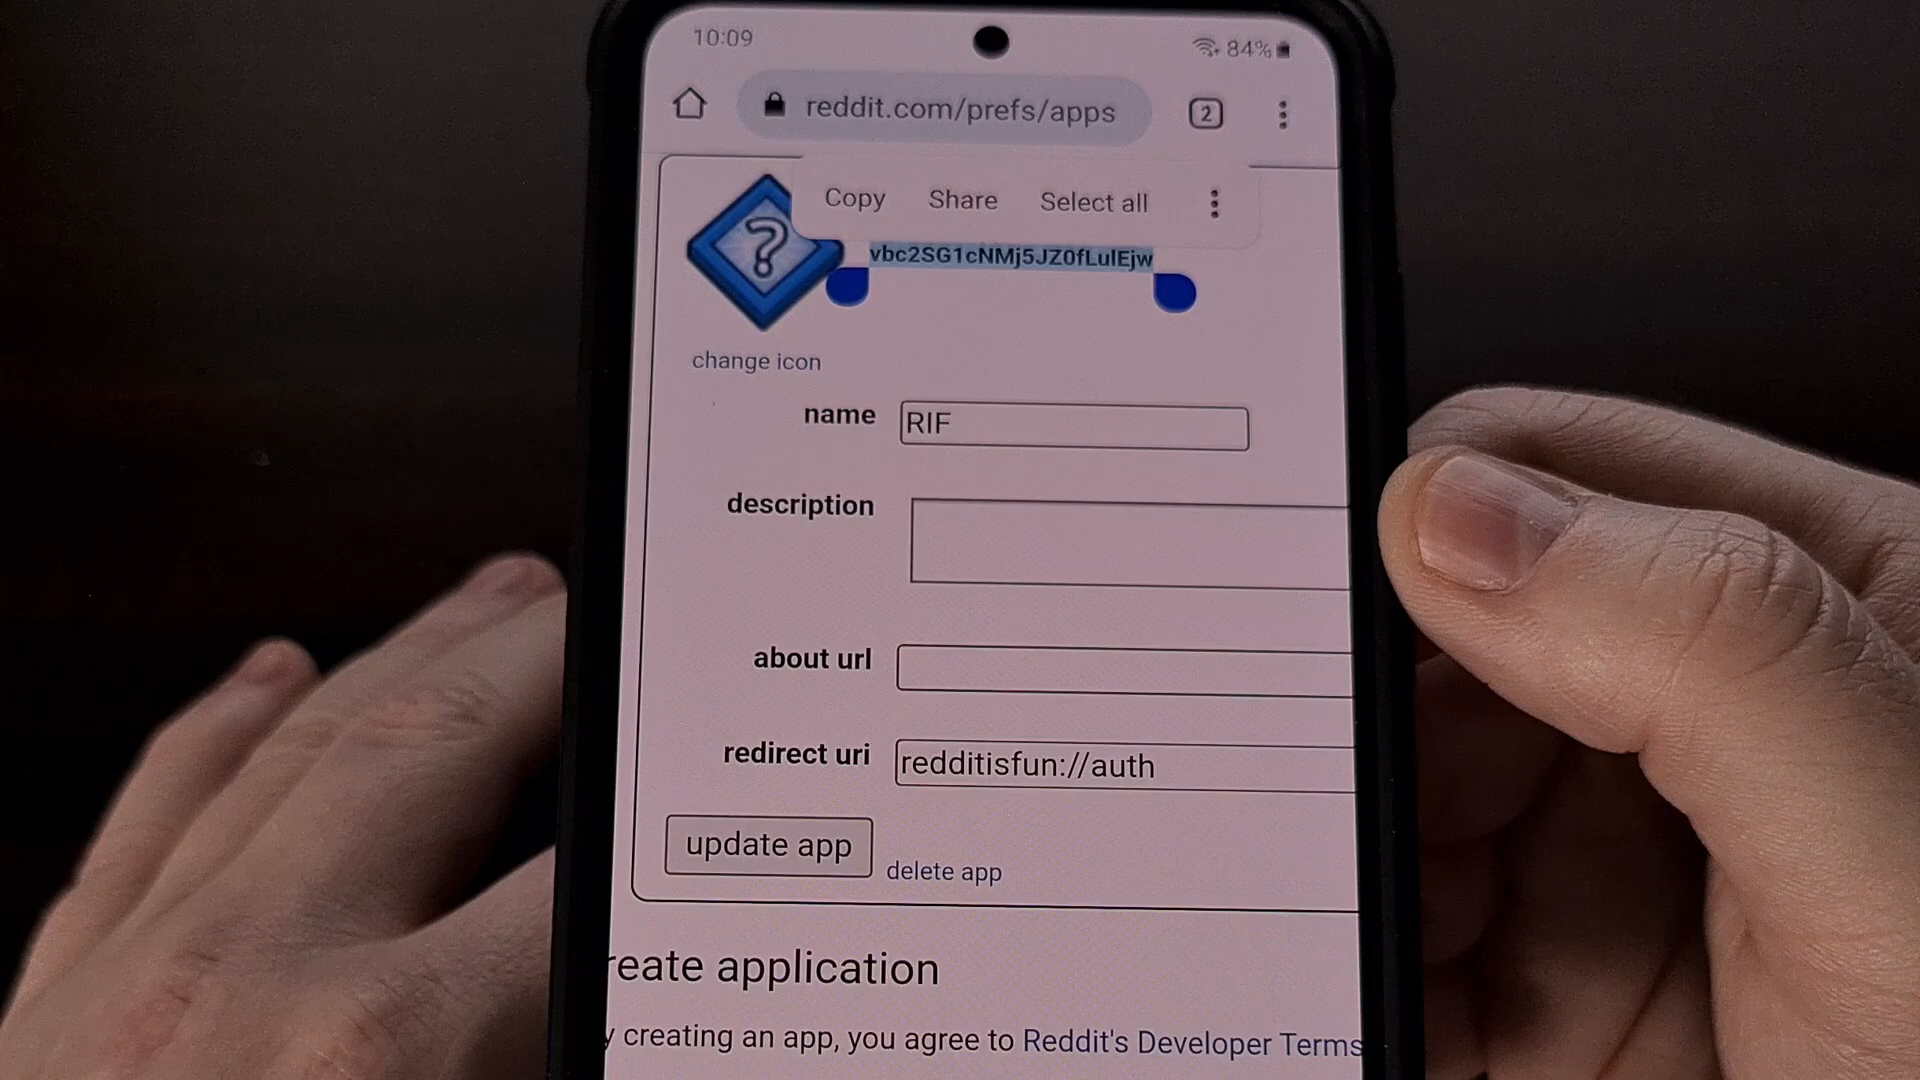 10:09
84%
reddit.com/prefs/apps
2
Copy Share Select all
vbc2SG1cNMj5JZ0fLulEjw
change icon
name RIF
description
about url
redirect uri redditisfun://auth
update app delete app
reate application
y creating an app, you agree to Reddit's Developer Terms